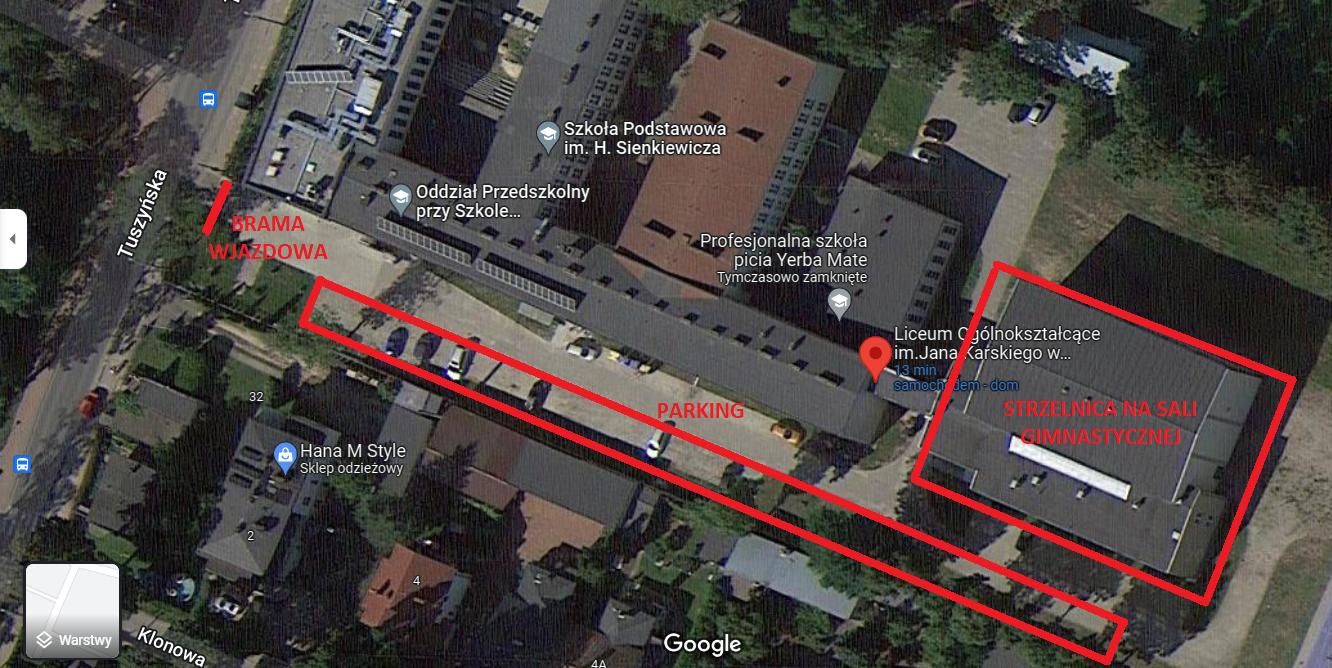 Szkoła Podstawowa
im. H. Sienkiewicza
Oddział Przedszkolny
przy Szkole...
Tuszyńska
BRAMA
WJAZDOWA
Profesjonalna szkoła
picia Yerba Mate
Tymczasowo zamknięte
Liceum Ogólnokształcące
im.Jana Karskiego w...
13 min
samochodem - dom
32
PARKING
STRZELNICA NA SALI
GIMNASTYCZNEJ
Hana M Style
Sklep odzieżowy
2
4
Warstwy
Klonowa
Google
4A